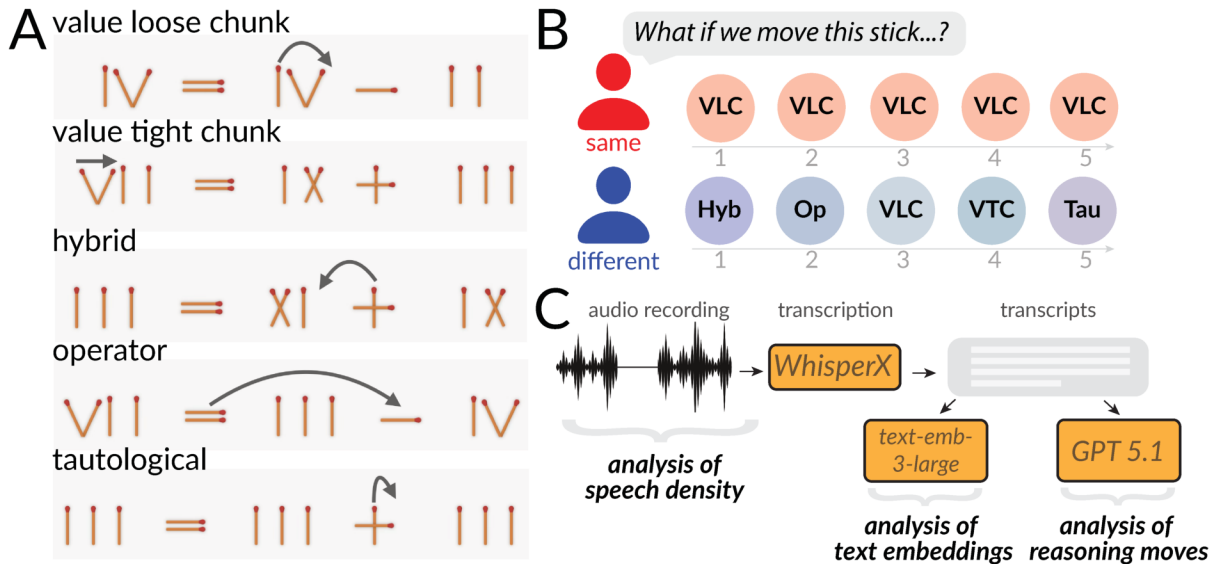 A
value loose chunk
value tight chunk
hybrid
operator
tautological
B
What if we move this stick...?
same
VLC VLC VLC VLC VLC
1 2 3 4 5
different
Hyb Op VLC VTC Tau
1 2 3 4 5
C
audio recording
transcription
transcripts
WhisperX
text-emb-
3-large
GPT 5.1
analysis of
speech density
analysis of
text embeddings
analysis of
reasoning moves